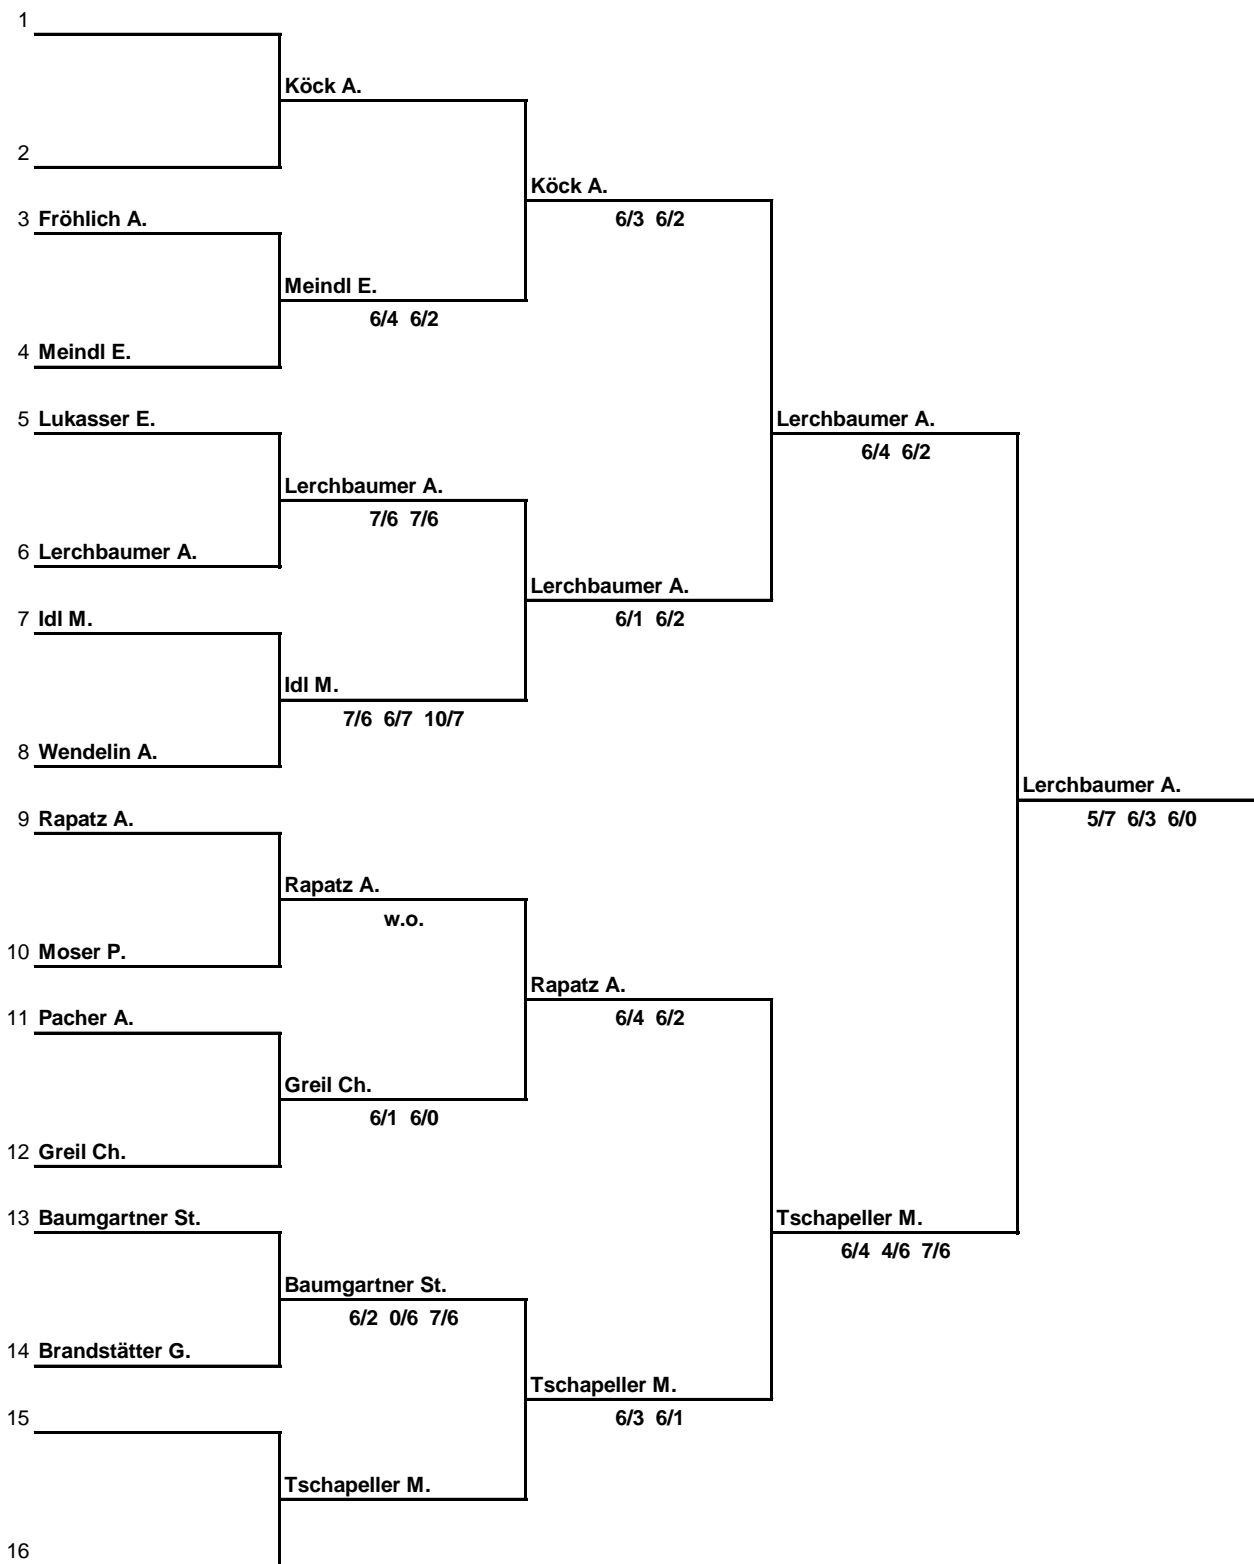 1
Köck A.
2
Köck A.
3 Fröhlich A.
6/3 6/2
Meindl E.
6/4 6/2
4 Meindl E.
5 Lukasser E.
Lerchbaumer A.
6/4 6/2
Lerchbaumer A.
7/6 7/6
6 Lerchbaumer A.
Lerchbaumer A.
7 Idl M.
6/1 6/2
Idl M.
7/6 6/7 10/7
8 Wendelin A.
Lerchbaumer A.
9 Rapatz A.
5/7 6/3 6/0
Rapatz A.
w.o.
10 Moser P.
Rapatz A.
11 Pacher A.
6/4 6/2
Greil Ch.
6/1 6/0
12 Greil Ch.
13 Baumgartner St.
Tschapeller M.
6/4 4/6 7/6
Baumgartner St.
6/2 0/6 7/6
14 Brandstätter G.
Tschapeller M.
15
6/3 6/1
Tschapeller M.
16